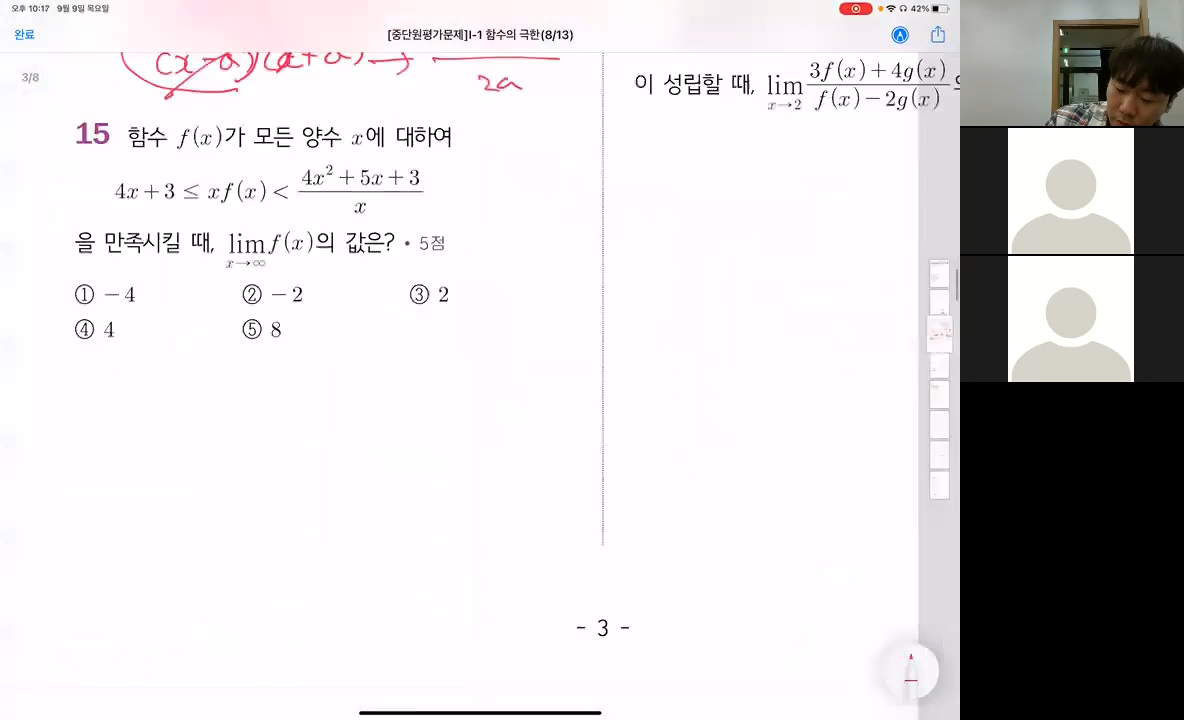 오후 10:17 9월 9일 목요일
42%
완료
[중단원평가문제]I-1 함수의 극한(8/13)
3/8
(x-a)(x+a) →
2a
15 함수 f(x)가 모든 양수 x에 대하여
4x+3 ≤ xf(x) < \frac{4x^2+5x+3}{x}
을 만족시킬 때, \lim_{x→∞} f(x)의 값은? • 5점
① -4 ② -2 ③ 2
④ 4 ⑤ 8
이 성립할 때, \lim_{x→2} \frac{3f(x)+4g(x)}{f(x)-2g(x)}
- 3 -